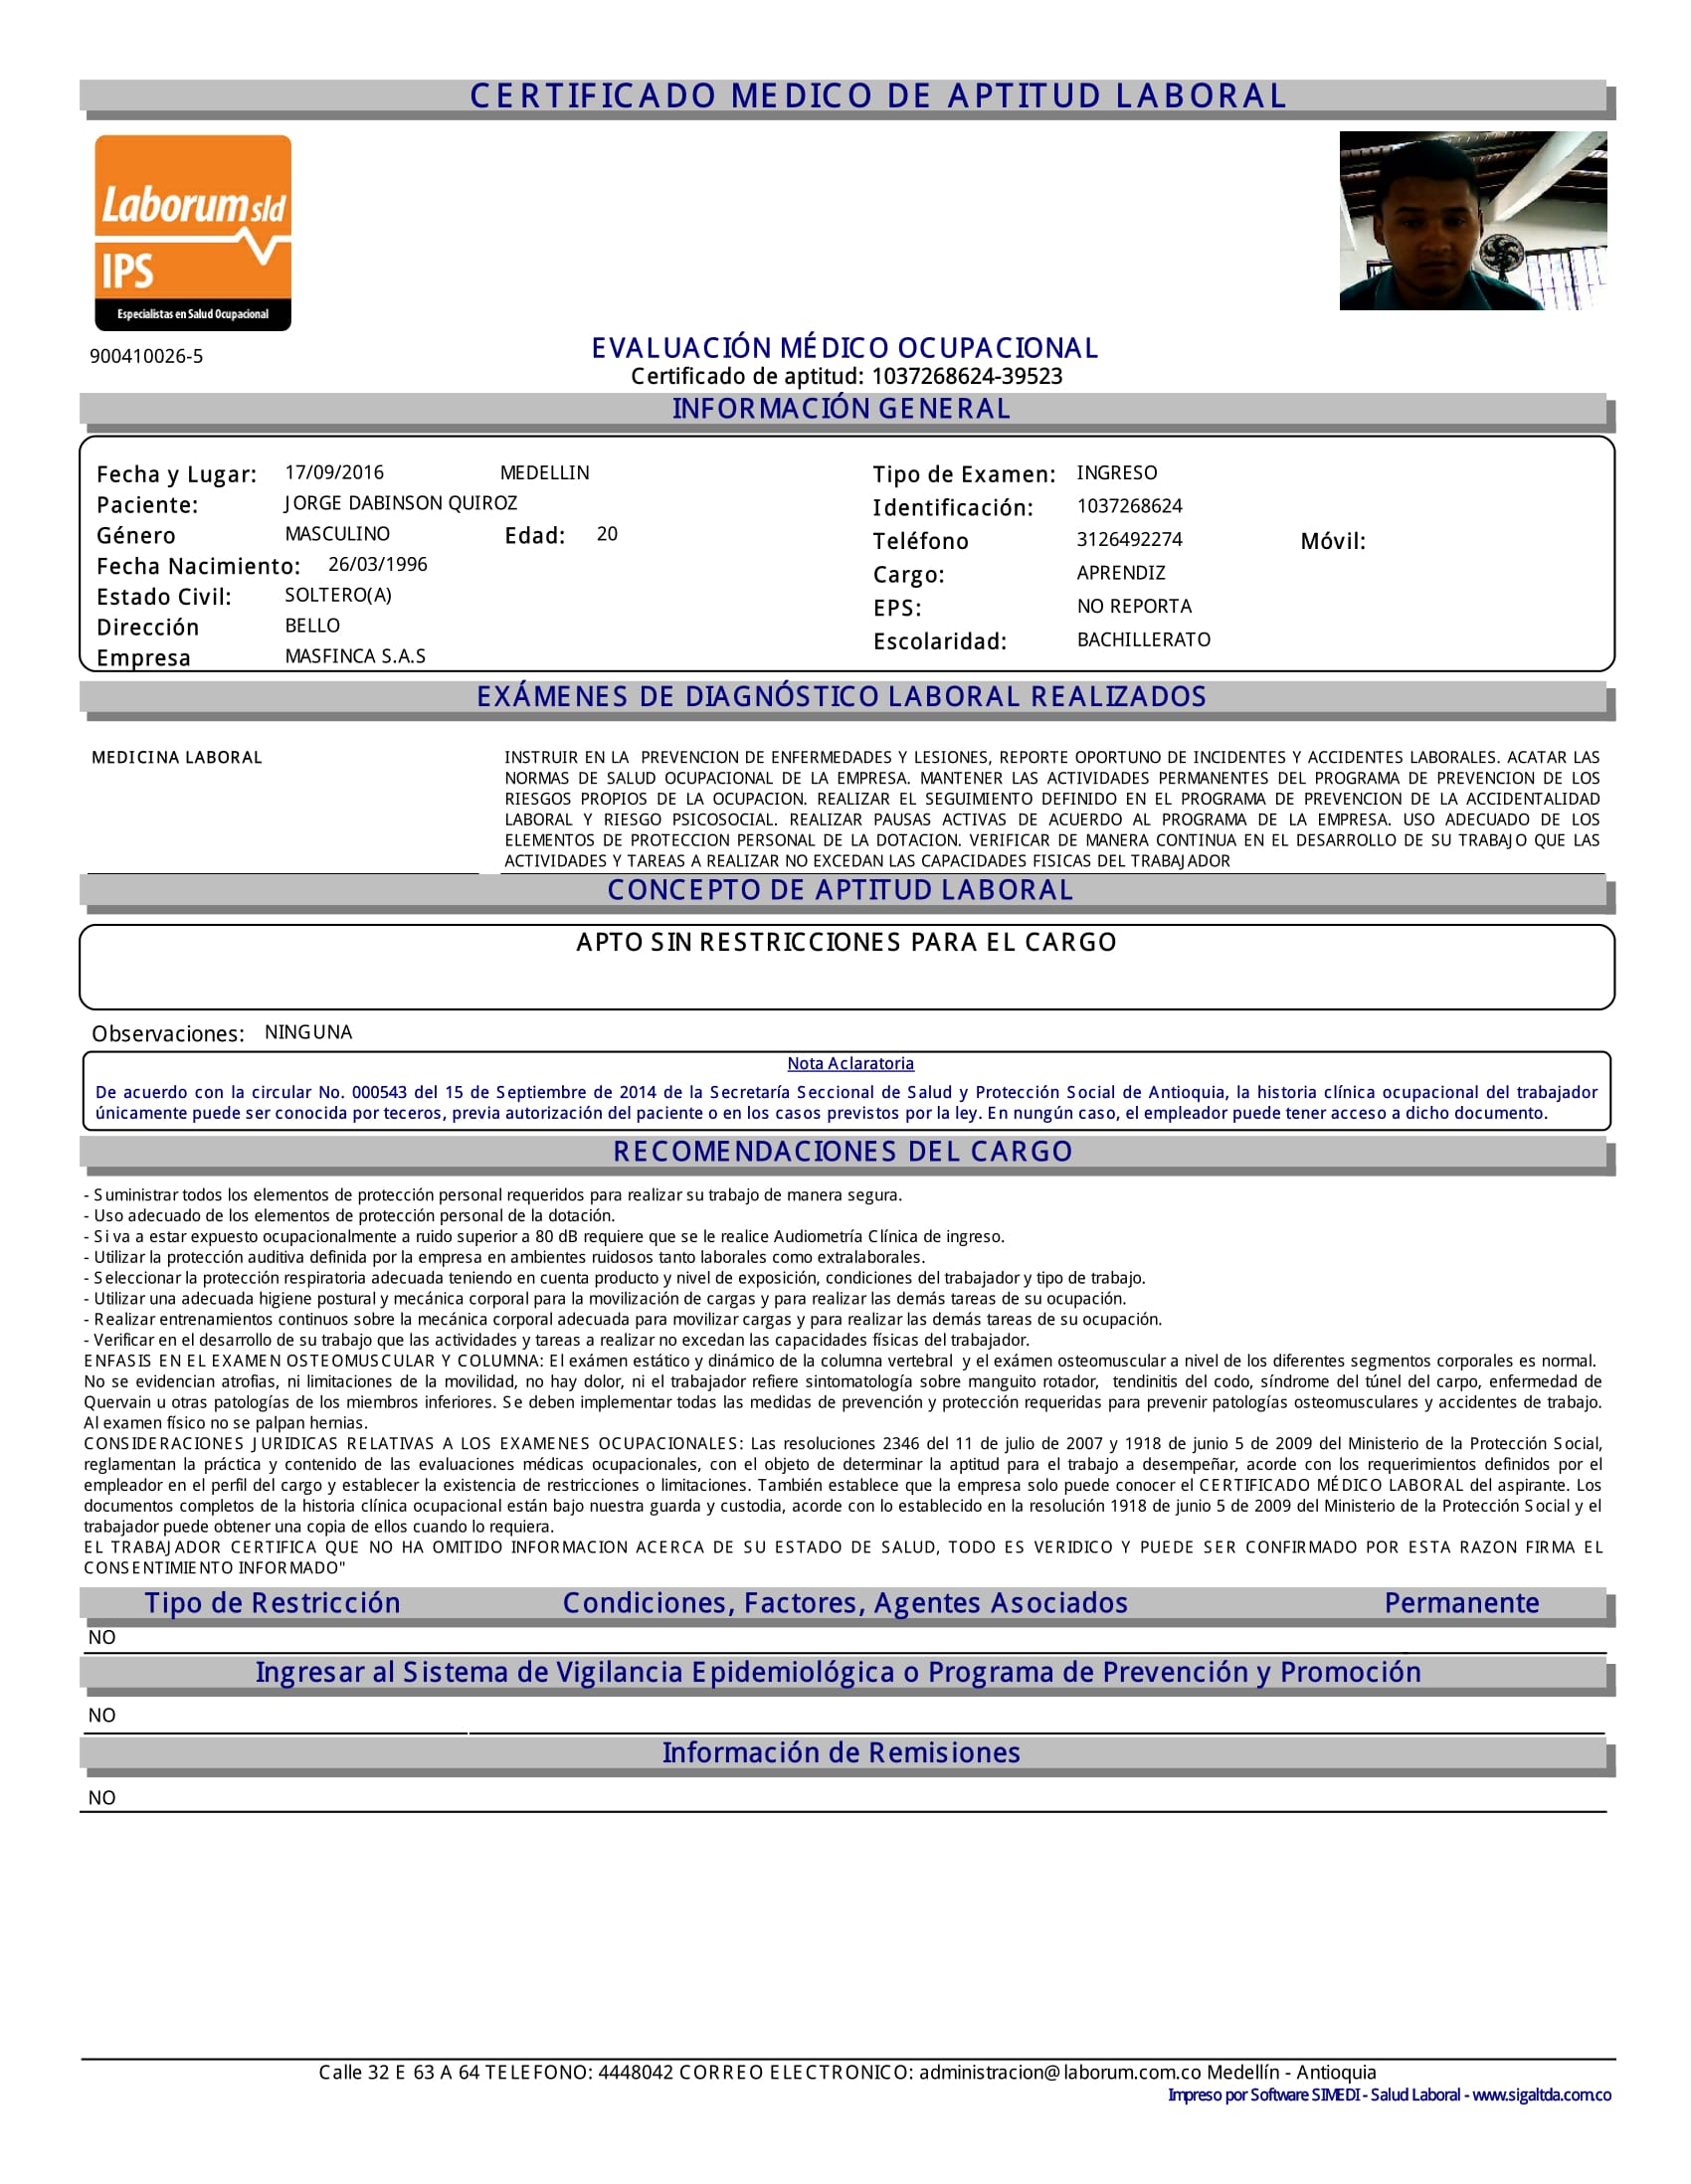 CERTIFICADO MEDICO DE APTITUD LABORAL
Laborum sld
IPS
Especialistas en Salud Ocupacional
900410026-5
EVALUACIÓN MÉDICO OCUPACIONAL
Certificado de aptitud: 1037268624-39523
INFORMACIÓN GENERAL
Fecha y Lugar: 17/09/2016 MEDELLIN Tipo de Examen: INGRESO
Paciente: JORGE DABINSON QUIROZ Identificación: 1037268624
Género MASCULINO Edad: 20 Teléfono 3126492274 Móvil:
Fecha Nacimiento: 26/03/1996 Cargo: APRENDIZ
Estado Civil: SOLTERO(A) EPS: NO REPORTA
Dirección BELLO Escolaridad: BACHILLERATO
Empresa MASFINCA S.A.S
EXÁMENES DE DIAGNÓSTICO LABORAL REALIZADOS
MEDICINA LABORAL INSTRUIR EN LA PREVENCION DE ENFERMEDADES Y LESIONES, REPORTE OPORTUNO DE INCIDENTES Y ACCIDENTES LABORALES. ACATAR LAS
NORMAS DE SALUD OCUPACIONAL DE LA EMPRESA. MANTENER LAS ACTIVIDADES PERMANENTES DEL PROGRAMA DE PREVENCION DE LOS
RIESGOS PROPIOS DE LA OCUPACION. REALIZAR EL SEGUIMIENTO DEFINIDO EN EL PROGRAMA DE PREVENCION DE LA ACCIDENTALIDAD
LABORAL Y RIESGO PSICOSOCIAL. REALIZAR PAUSAS ACTIVAS DE ACUERDO AL PROGRAMA DE LA EMPRESA. USO ADECUADO DE LOS
ELEMENTOS DE PROTECCION PERSONAL DE LA DOTACION. VERIFICAR DE MANERA CONTINUA EN EL DESARROLLO DE SU TRABAJO QUE LAS
ACTIVIDADES Y TAREAS A REALIZAR NO EXCEDAN LAS CAPACIDADES FISICAS DEL TRABAJADOR
CONCEPTO DE APTITUD LABORAL
APTO SIN RESTRICCIONES PARA EL CARGO
Observaciones: NINGUNA
Nota Aclaratoria
De acuerdo con la circular No. 000543 del 15 de Septiembre de 2014 de la Secretaría Seccional de Salud y Protección Social de Antioquia, la historia clínica ocupacional del trabajador
únicamente puede ser conocida por teceros, previa autorización del paciente o en los casos previstos por la ley. En nungún caso, el empleador puede tener acceso a dicho documento.
RECOMENDACIONES DEL CARGO
- Suministrar todos los elementos de protección personal requeridos para realizar su trabajo de manera segura.
- Uso adecuado de los elementos de protección personal de la dotación.
- Si va a estar expuesto ocupacionalmente a ruido superior a 80 dB requiere que se le realice Audiometría Clínica de ingreso.
- Utilizar la protección auditiva definida por la empresa en ambientes ruidosos tanto laborales como extralaborales.
- Seleccionar la protección respiratoria adecuada teniendo en cuenta producto y nivel de exposición, condiciones del trabajador y tipo de trabajo.
- Utilizar una adecuada higiene postural y mecánica corporal para la movilización de cargas y para realizar las demás tareas de su ocupación.
- Realizar entrenamientos continuos sobre la mecánica corporal adecuada para movilizar cargas y para realizar las demás tareas de su ocupación.
- Verificar en el desarrollo de su trabajo que las actividades y tareas a realizar no excedan las capacidades físicas del trabajador.
ENFASIS EN EL EXAMEN OSTEOMUSCULAR Y COLUMNA: El exámen estático y dinámico de la columna vertebral y el exámen osteomuscular a nivel de los diferentes segmentos corporales es normal.
No se evidencian atrofias, ni limitaciones de la movilidad, no hay dolor, ni el trabajador refiere sintomatología sobre manguito rotador, tendinitis del codo, síndrome del túnel del carpo, enfermedad de
Quervain u otras patologías de los miembros inferiores. Se deben implementar todas las medidas de prevención y protección requeridas para prevenir patologías osteomusculares y accidentes de trabajo.
Al examen físico no se palpan hernias.
CONSIDERACIONES JURIDICAS RELATIVAS A LOS EXAMENES OCUPACIONALES: Las resoluciones 2346 del 11 de julio de 2007 y 1918 de junio 5 de 2009 del Ministerio de la Protección Social,
reglamentan la práctica y contenido de las evaluaciones médicas ocupacionales, con el objeto de determinar la aptitud para el trabajo a desempeñar, acorde con los requerimientos definidos por el
empleador en el perfil del cargo y establecer la existencia de restricciones o limitaciones. También establece que la empresa solo puede conocer el CERTIFICADO MÉDICO LABORAL del aspirante. Los
documentos completos de la historia clínica ocupacional están bajo nuestra guarda y custodia, acorde con lo establecido en la resolución 1918 de junio 5 de 2009 del Ministerio de la Protección Social y el
trabajador puede obtener una copia de ellos cuando lo requiera.
EL TRABAJADOR CERTIFICA QUE NO HA OMITIDO INFORMACION ACERCA DE SU ESTADO DE SALUD, TODO ES VERIDICO Y PUEDE SER CONFIRMADO POR ESTA RAZON FIRMA EL
CONSENTIMIENTO INFORMADO"
Tipo de Restricción Condiciones, Factores, Agentes Asociados Permanente
NO
Ingresar al Sistema de Vigilancia Epidemiológica o Programa de Prevención y Promoción
NO
Información de Remisiones
NO
Calle 32 E 63 A 64 TELEFONO: 4448042 CORREO ELECTRONICO: administracion@laborum.com.co Medellín - Antioquia
Impreso por Software SIMEDI - Salud Laboral - www.sigaltda.com.co